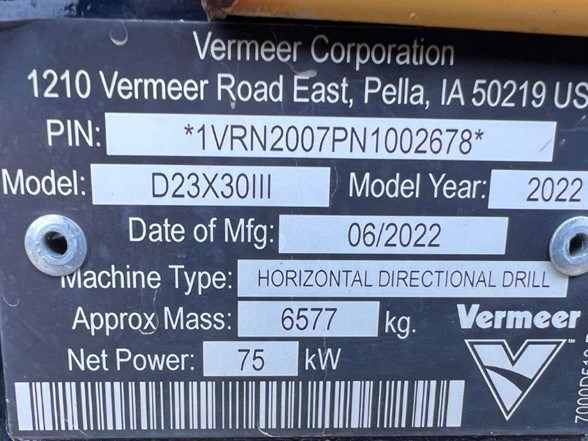 Vermeer Corporation
1210 Vermeer Road East, Pella, IA 50219 US
PIN: *1VRN2007PN1002678*
Model: D23X30III Model Year: 2022
Date of Mfg: 06/2022
Machine Type: HORIZONTAL DIRECTIONAL DRILL
Approx Mass: 6577 kg.
Vermeer
Net Power: 75 kW